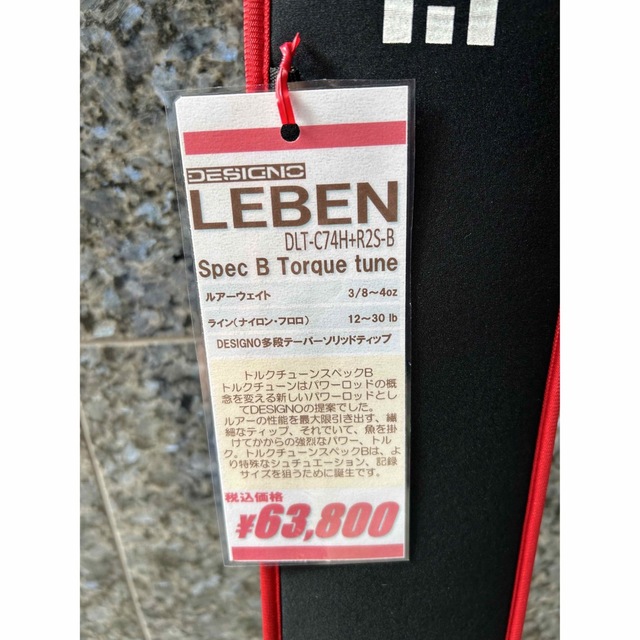 DESIGNO
LEBEN
DLT-C74H+R2S-B
Spec B Torque tune
ルアーウェイト 3/8〜4oz
ライン(ナイロン・フロロ) 12〜30 lb
DESIGNO多段テーパーソリッドティップ
トルクチューンスペックB
トルクチューンはパワーロッドの概
念を変える新しいパワーロッドとし
てDESIGNOの提案でした。
ルアーの性能を最大限引き出す、繊
細なティップ、それでいて、魚を掛
けてからの強烈なパワー、トル
ク。トルクチューンスペックBは、よ
り特殊なシュチュエーション、記録
サイズを狙うために誕生です。
税込価格
¥63,800